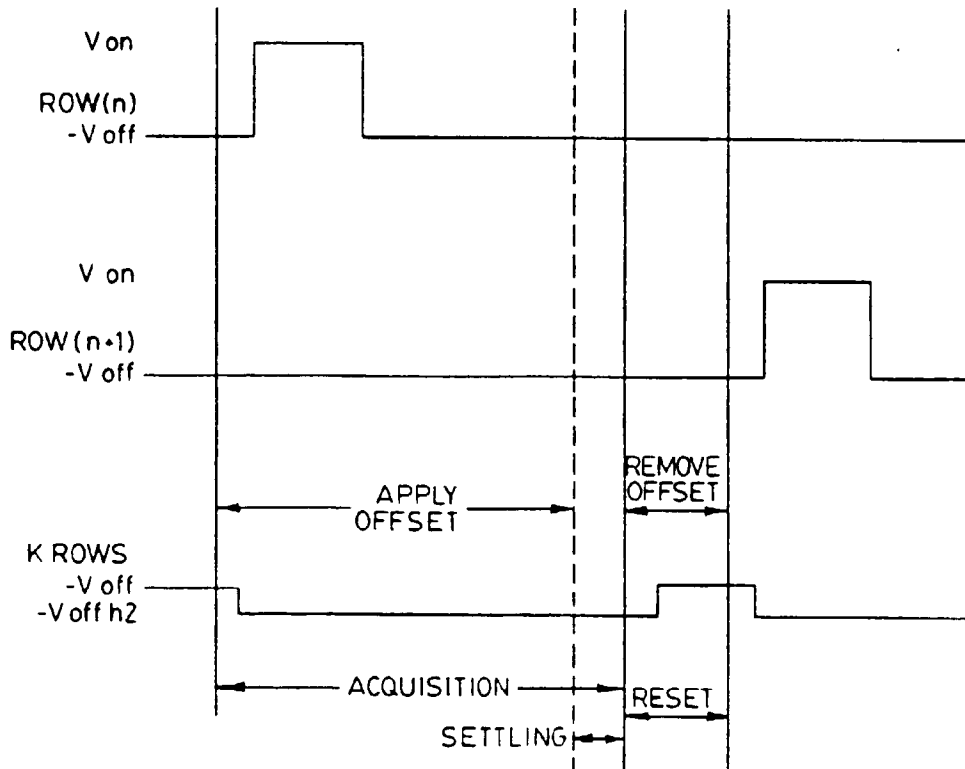 V on
ROW(n)
-V off
V on
ROW(n+1)
-V off
REMOVE
OFFSET
APPLY
OFFSET
K ROWS
-V off
-V off h2
ACQUISITION
RESET
SETTLING